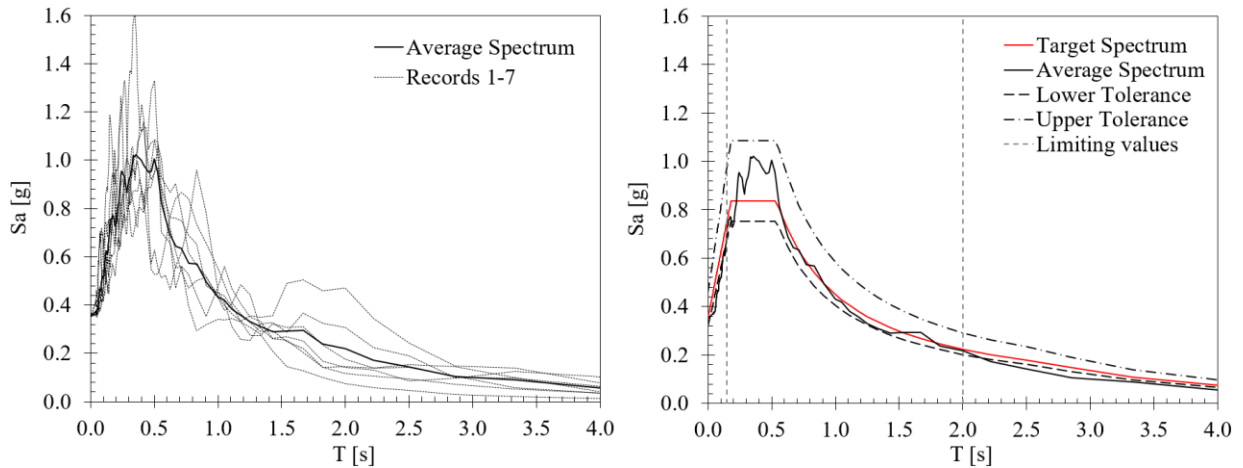 1.6
1.4
1.2
1.0
0.8
0.6
0.4
0.2
0.0
Sa [g]
Average Spectrum
Records 1-7
0.0 0.5 1.0 1.5 2.0 2.5 3.0 3.5 4.0
T [s]
1.6
1.4
1.2
1.0
0.8
0.6
0.4
0.2
0.0
Sa [g]
Target Spectrum
Average Spectrum
Lower Tolerance
Upper Tolerance
Limiting values
0.0 0.5 1.0 1.5 2.0 2.5 3.0 3.5 4.0
T [s]